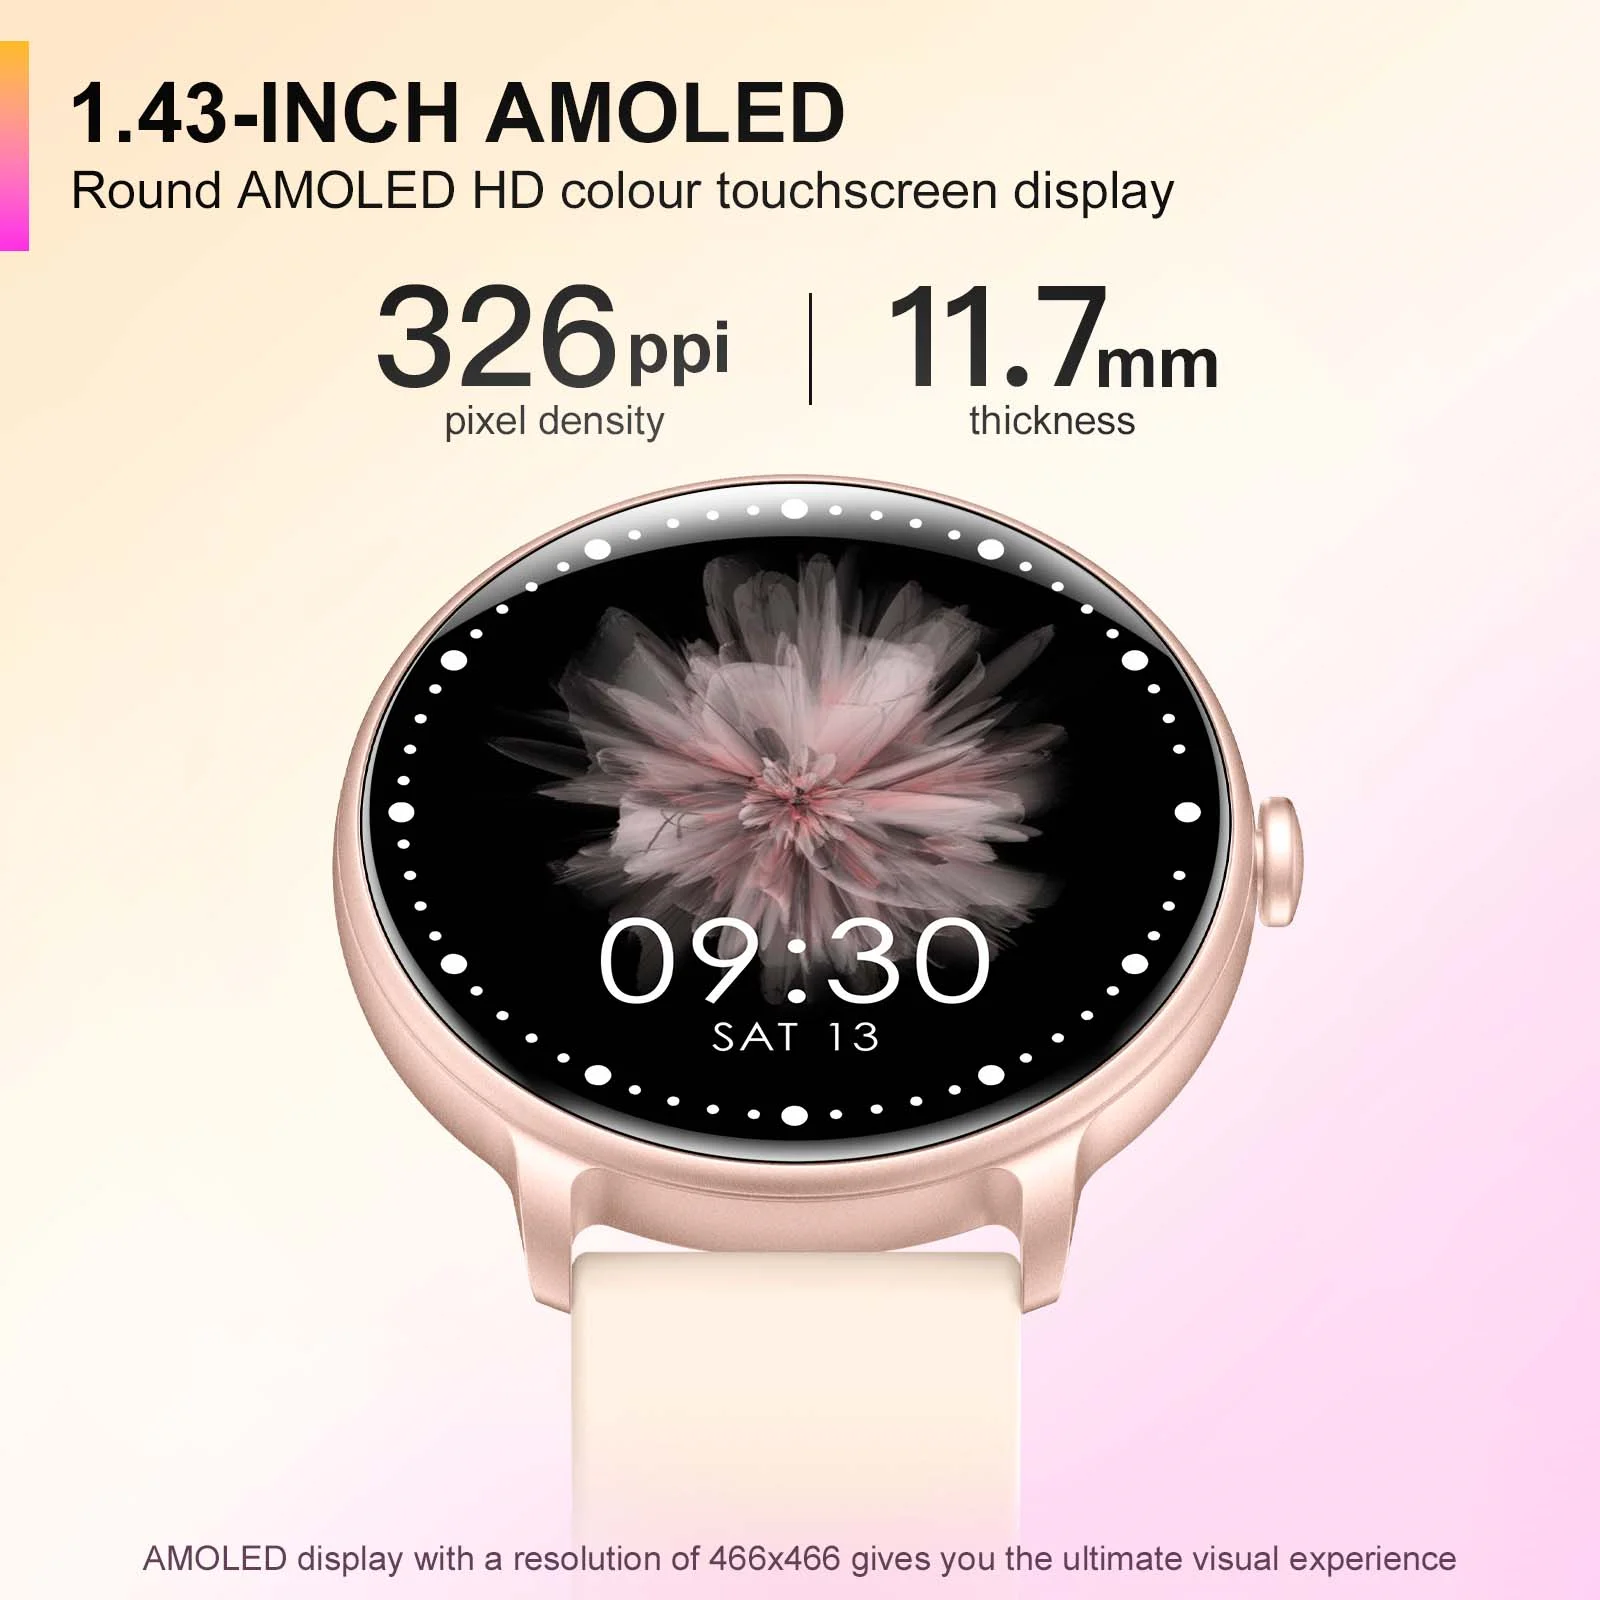 1.43-INCH AMOLED
Round AMOLED HD colour touchscreen display
326ppi
pixel density
11.7mm
thickness
09:30
SAT 13
AMOLED display with a resolution of 466x466 gives you the ultimate visual experience